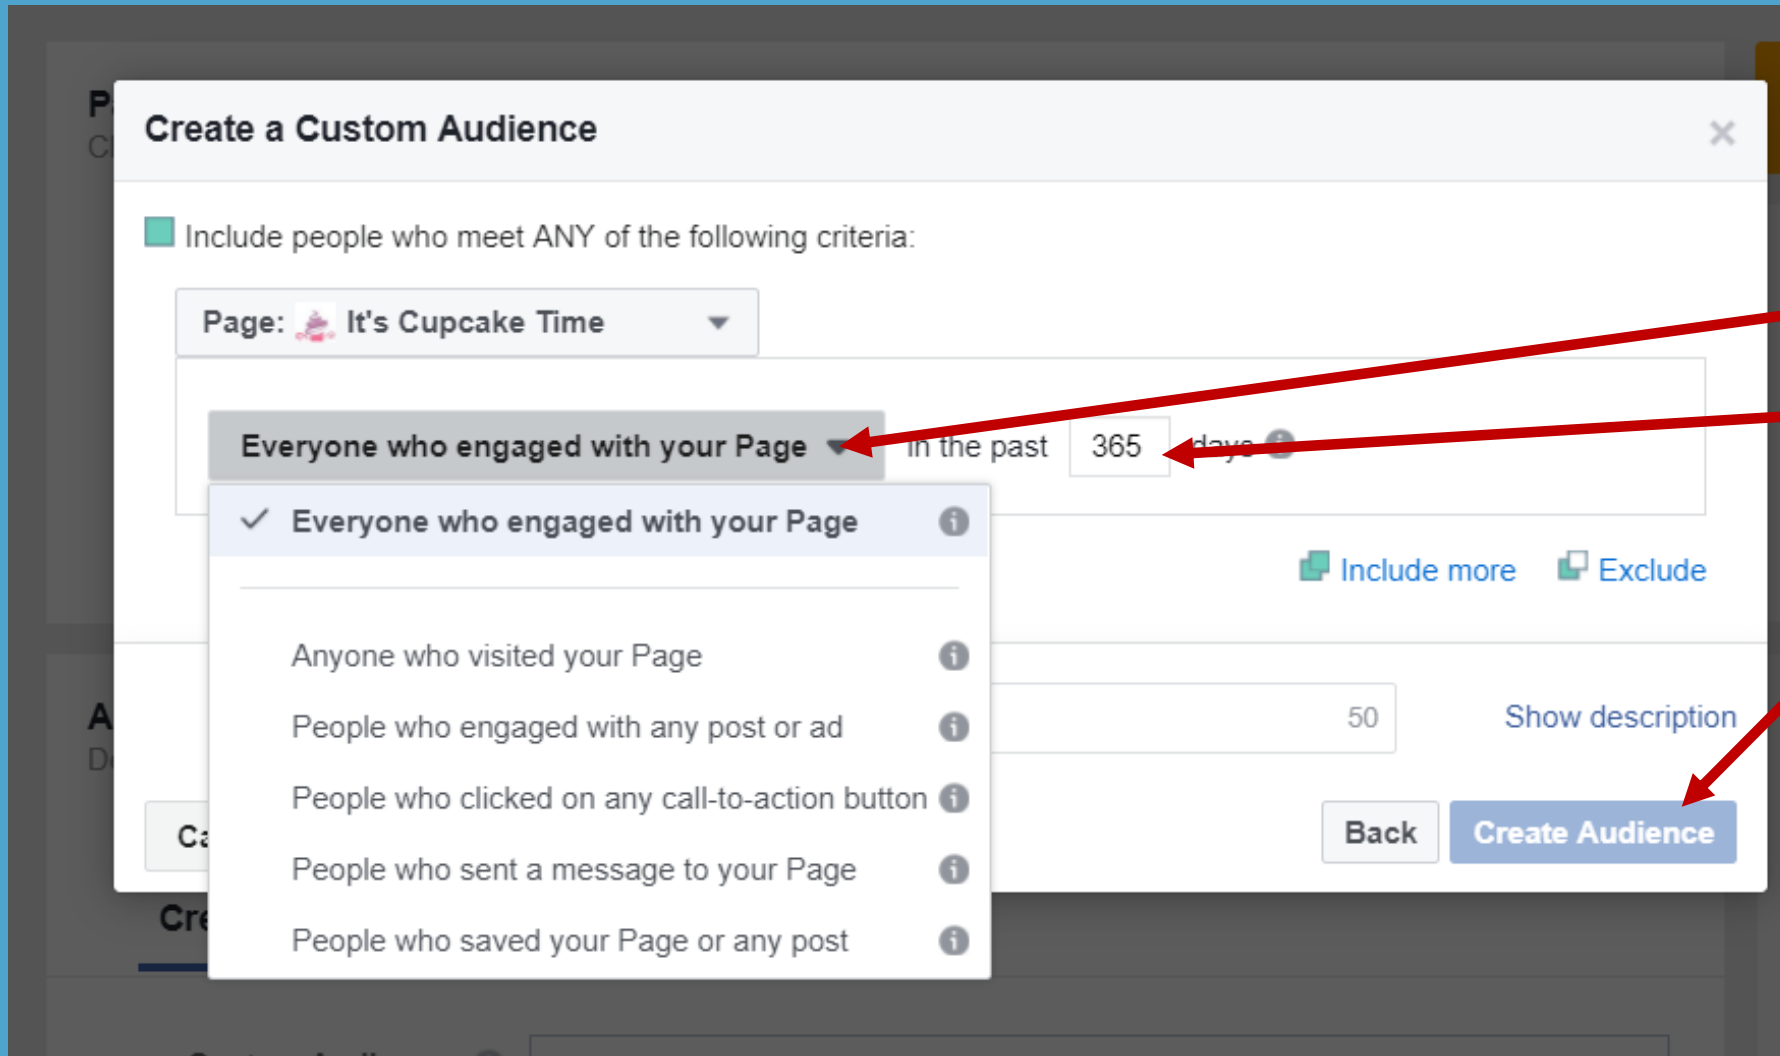 Create a Custom Audience
Include people who meet ANY of the following criteria:
Page: It's Cupcake Time
Everyone who engaged with your Page in the past 365 days
Everyone who engaged with your Page
Include more Exclude
Anyone who visited your Page
People who engaged with any post or ad 50 Show description
People who clicked on any call-to-action button
Back Create Audience
People who sent a message to your Page
People who saved your Page or any post